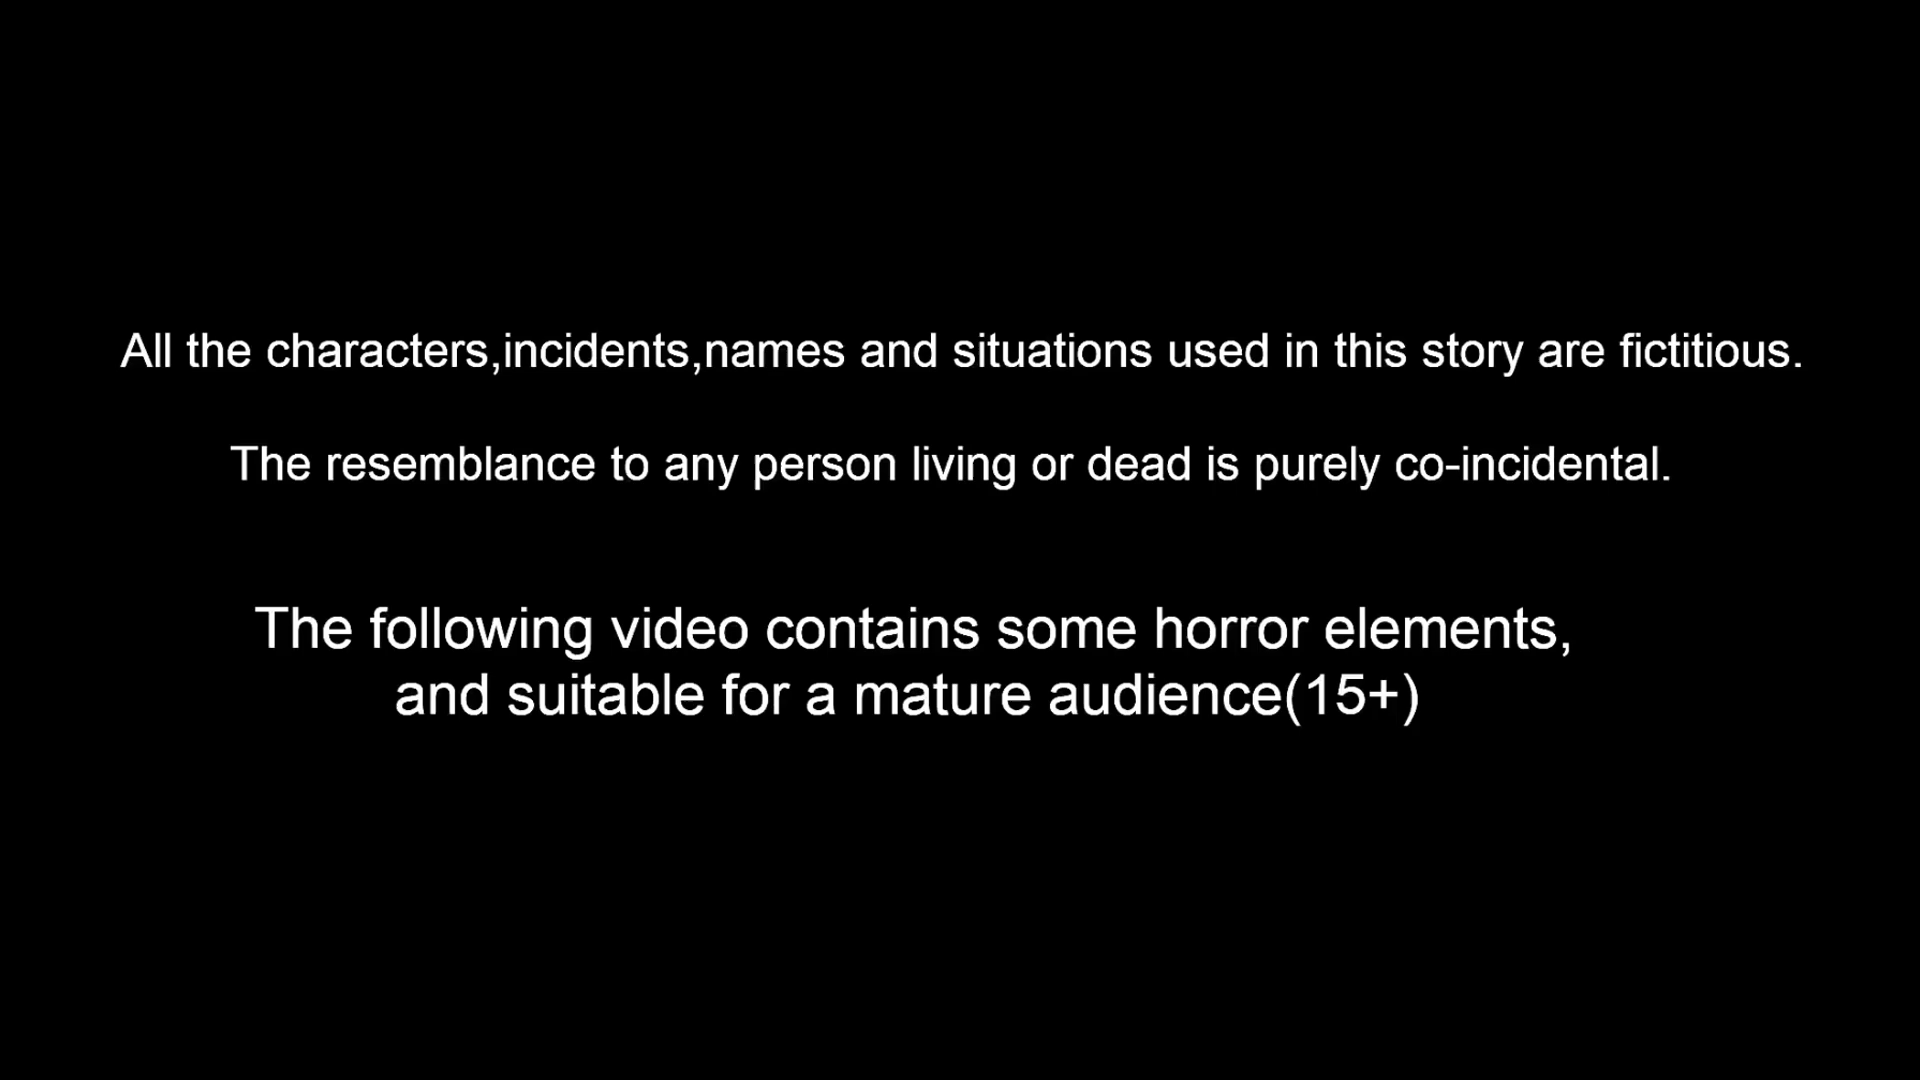 All the characters,incidents,names and situations used in this story are fictitious.
The resemblance to any person living or dead is purely co-incidental.
The following video contains some horror elements,
and suitable for a mature audience(15+)